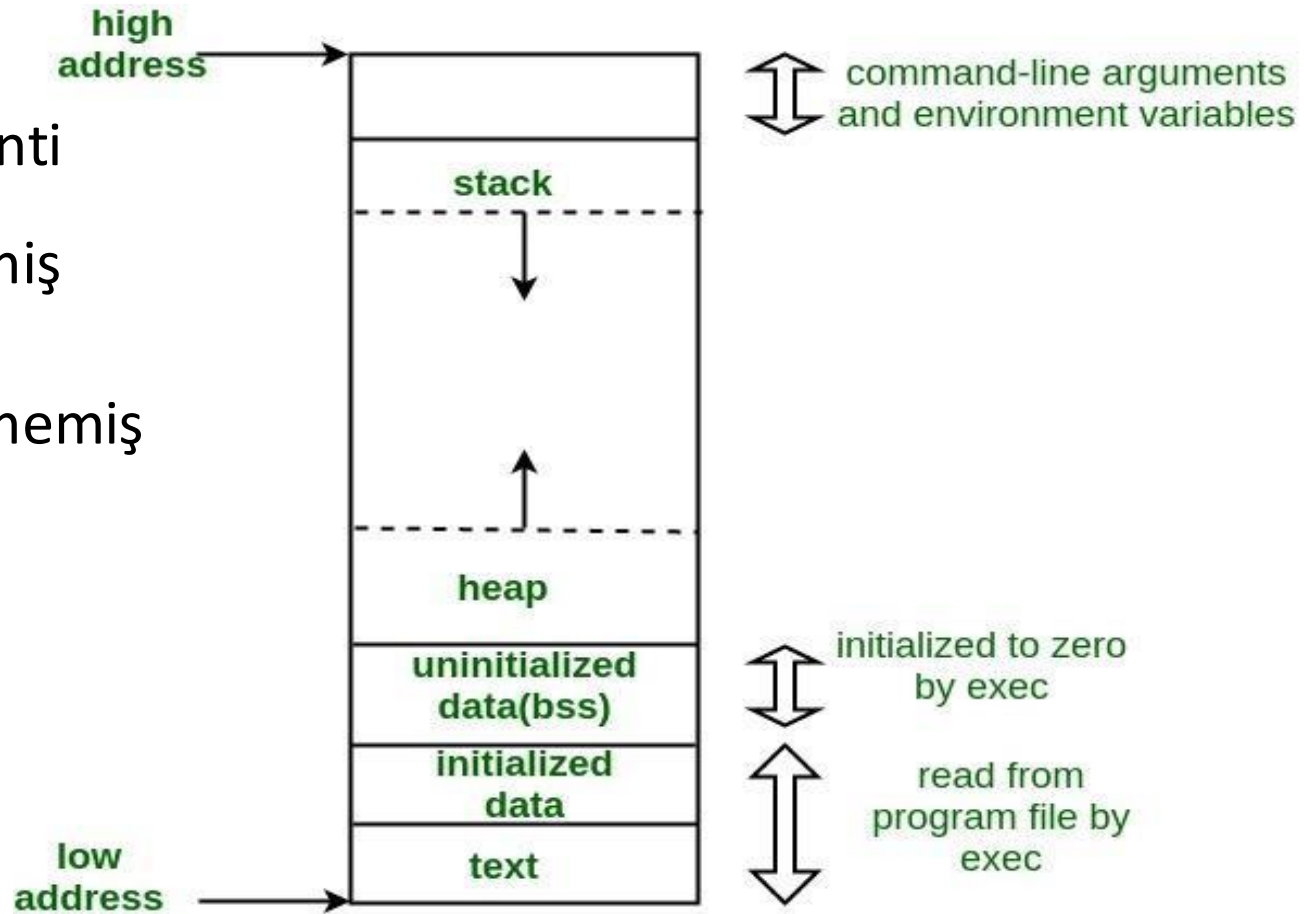 high
address
command-line arguments
and environment variables
nti
stack
niş
nemiş
heap
uninitialized
data(bss)
initialized to zero
by exec
initialized
data
read from
program file by
exec
text
low
address